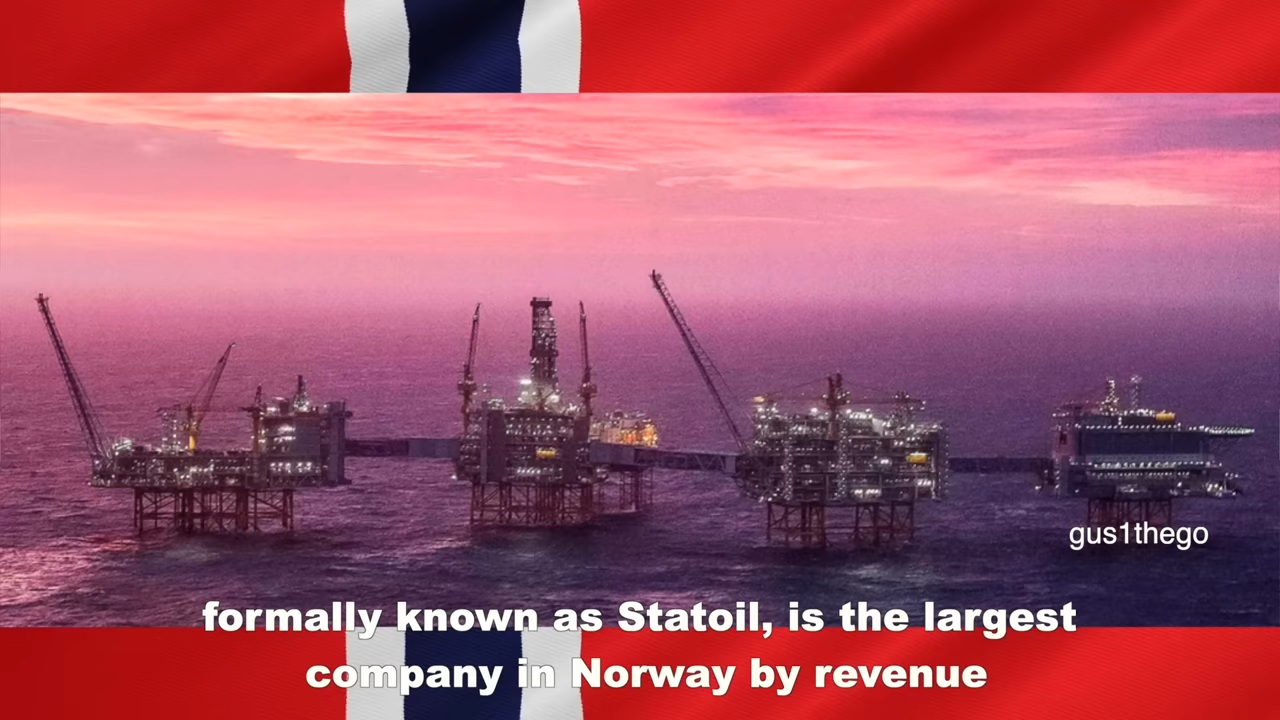 gus1thego
formally known as Statoil, is the largest
company in Norway by revenue